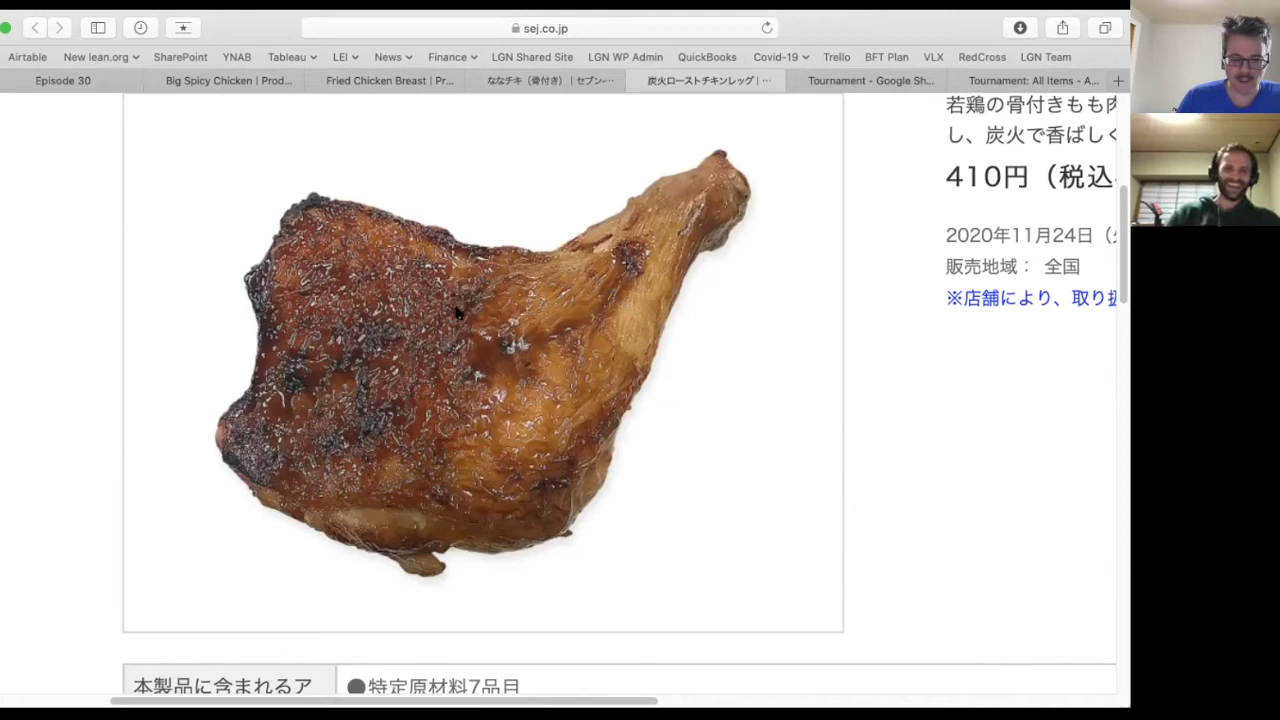 sej.co.jp
Airtable New lean.org SharePoint YNAB Tableau LEI News Finance LGN Shared Site LGN WP Admin QuickBooks Covid-19 Trello BFT Plan VLX RedCross LGN Team
Episode 30 Big Spicy Chicken | Prod... Fried Chicken Breast | Pr... ななチキ（骨付き）｜セブン-... 炭火ローストチキンレッグ｜... Tournament - Google Sh... Tournament: All Items - A...
若鶏の骨付きもも肉
し、炭火で香ばしく
410円（税込
2020年11月24日（火
販売地域： 全国
※店舗により、取り扱
本製品に含まれるア
●特定原材料7品目